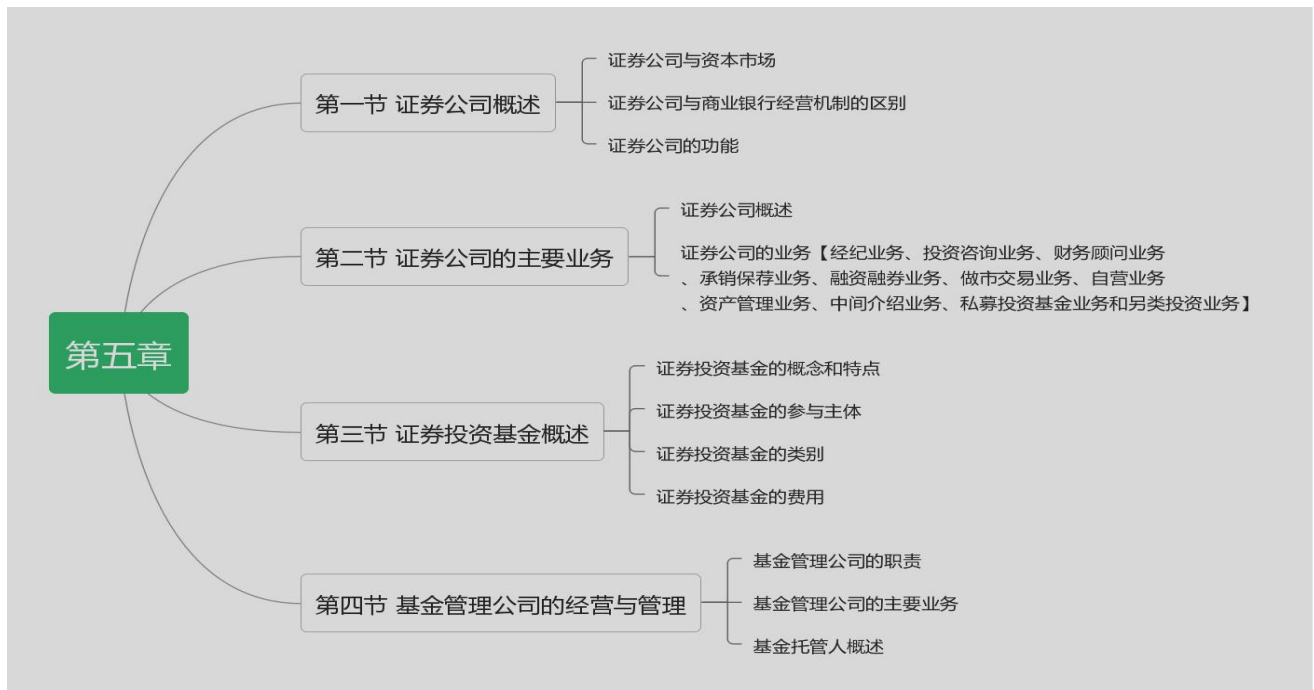 第五章
第一节 证券公司概述
证券公司与资本市场
证券公司与商业银行经营机制的区别
证券公司的功能
第二节 证券公司的主要业务
证券公司概述
证券公司的业务【经纪业务、投资咨询业务、财务顾问业务
、承销保荐业务、融资融券业务、做市交易业务、自营业务
、资产管理业务、中间介绍业务、私募投资基金业务和另类投资业务】
第三节 证券投资基金概述
证券投资基金的概念和特点
证券投资基金的参与主体
证券投资基金的类别
证券投资基金的费用
第四节 基金管理公司的经营与管理
基金管理公司的职责
基金管理公司的主要业务
基金托管人概述